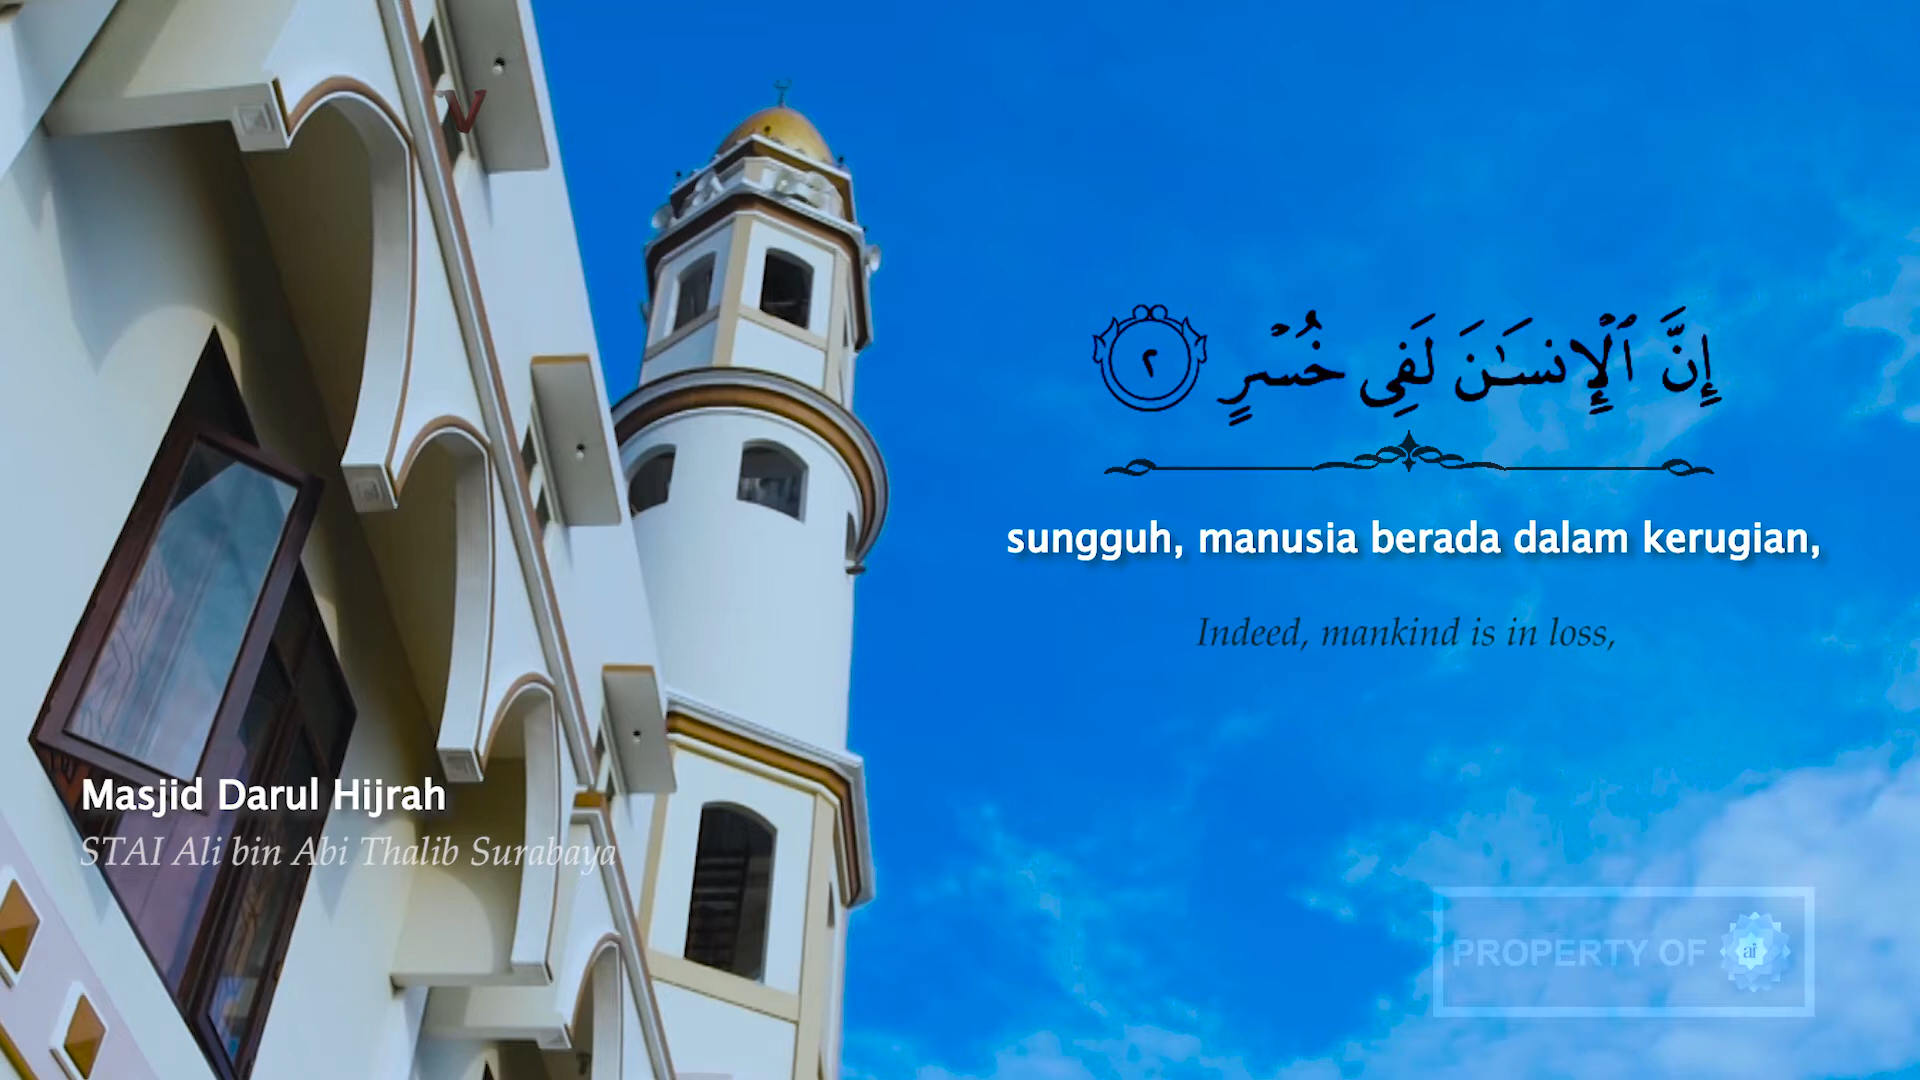 إِنَّ ٱلْإِنسَـٰنَ لَفِى خُسْرٍ ٢
sungguh, manusia berada dalam kerugian,
Indeed, mankind is in loss,
Masjid Darul Hijrah
STAI Ali bin Abi Thalib Surabaya
PROPERTY OF ai